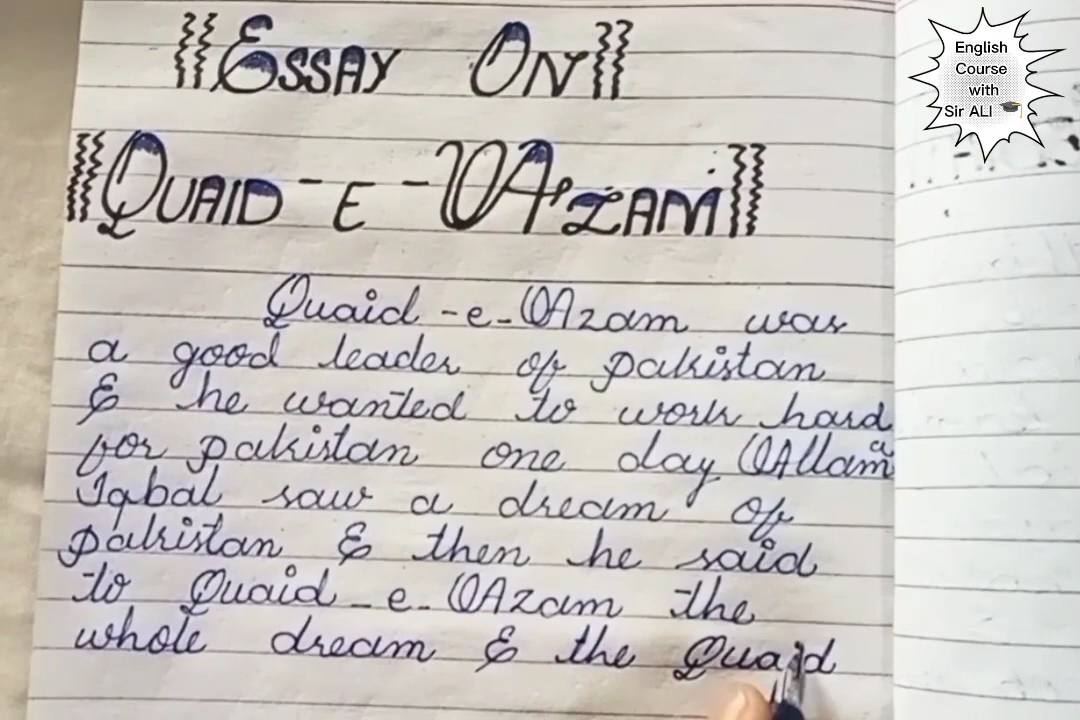 Essay On
Quaid-e-Azam
Quaid-e-Azam was
a good leader of pakistan
& he wanted to work hard
for pakistan one day Allama
Iqbal saw a dream of
pakistan & then he said
to Quaid-e-Azam the
whole dream & the Quaid
English
Course
with
Sir ALI